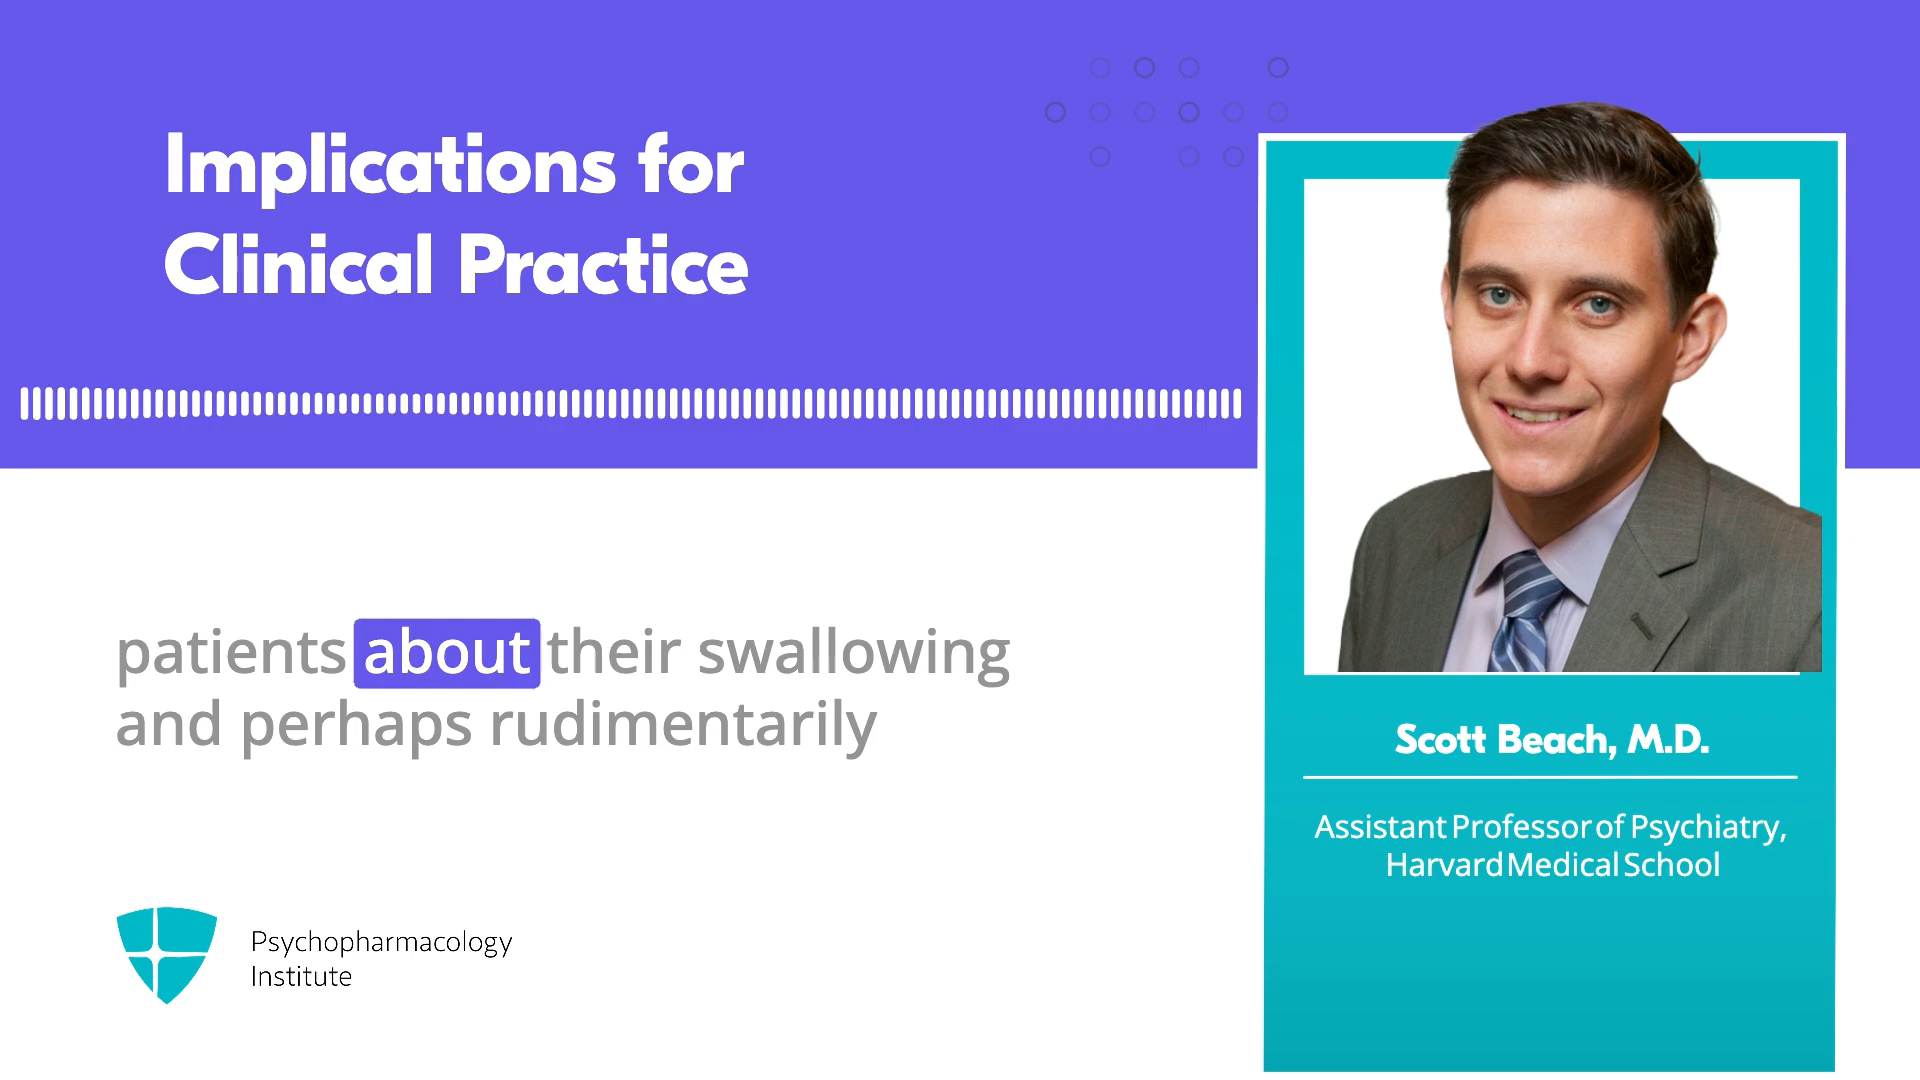 Implications for
Clinical Practice
patients about their swallowing
and perhaps rudimentarily
Psychopharmacology
Institute
Scott Beach, M.D.
Assistant Professor of Psychiatry,
Harvard Medical School